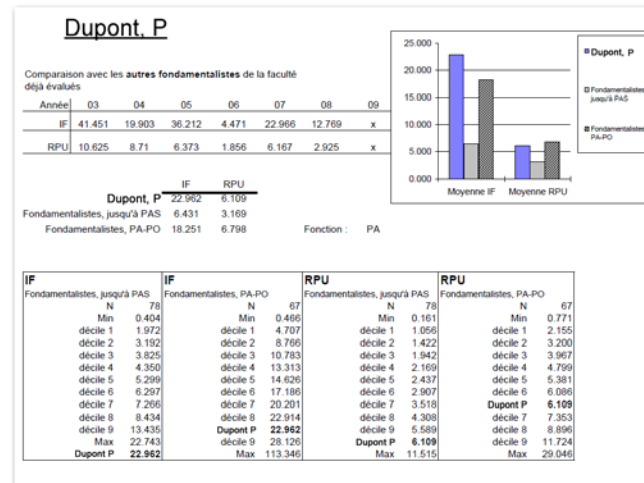 Dupont, P
Comparaison avec les autres fondamentalistes de la faculté
déjà évalués
Année 03 04 05 06 07 08 09
IF 41.451 19.903 36.212 4.471 22.966 12.769 x
RPU 10.625 8.71 6.373 1.856 6.167 2.925 x
IF RPU
Dupont, P 22.962 6.109
Fondamentalistes, jusqu'à PAS 6.431 3.169
Fondamentalistes, PA-PO 18.251 6.798 Fonction : PA
25.000
20.000
15.000
10.000
5.000
0.000
Moyenne IF Moyenne RPU
Dupont, P
Fondamentalistes
jusqu'à PAS
Fondamentalistes
PA-PO
IF IF RPU RPU
Fondamentalistes, jusqu'à PAS Fondamentalistes, PA-PO Fondamentalistes, jusqu'à PAS Fondamentalistes, PA-PO
N 78 N 67 N 78 N 67
Min 0.404 Min 0.466 Min 0.161 Min 0.771
décile 1 1.972 décile 1 4.707 décile 1 1.056 décile 1 2.155
décile 2 3.192 décile 2 8.766 décile 2 1.422 décile 2 3.200
décile 3 3.825 décile 3 10.783 décile 3 1.942 décile 3 3.967
décile 4 4.350 décile 4 13.313 décile 4 2.169 décile 4 4.799
décile 5 5.299 décile 5 14.626 décile 5 2.437 décile 5 5.381
décile 6 6.297 décile 6 17.186 décile 6 2.907 décile 6 6.086
décile 7 7.266 décile 7 20.201 décile 7 3.518 Dupont P 6.109
décile 8 8.434 décile 8 22.914 décile 8 4.308 décile 7 7.353
décile 9 13.435 Dupont P 22.962 décile 9 5.589 décile 8 8.896
Max 22.743 décile 9 28.126 Dupont P 6.109 décile 9 11.724
Dupont P 22.962 Max 113.346 Max 11.515 Max 29.046